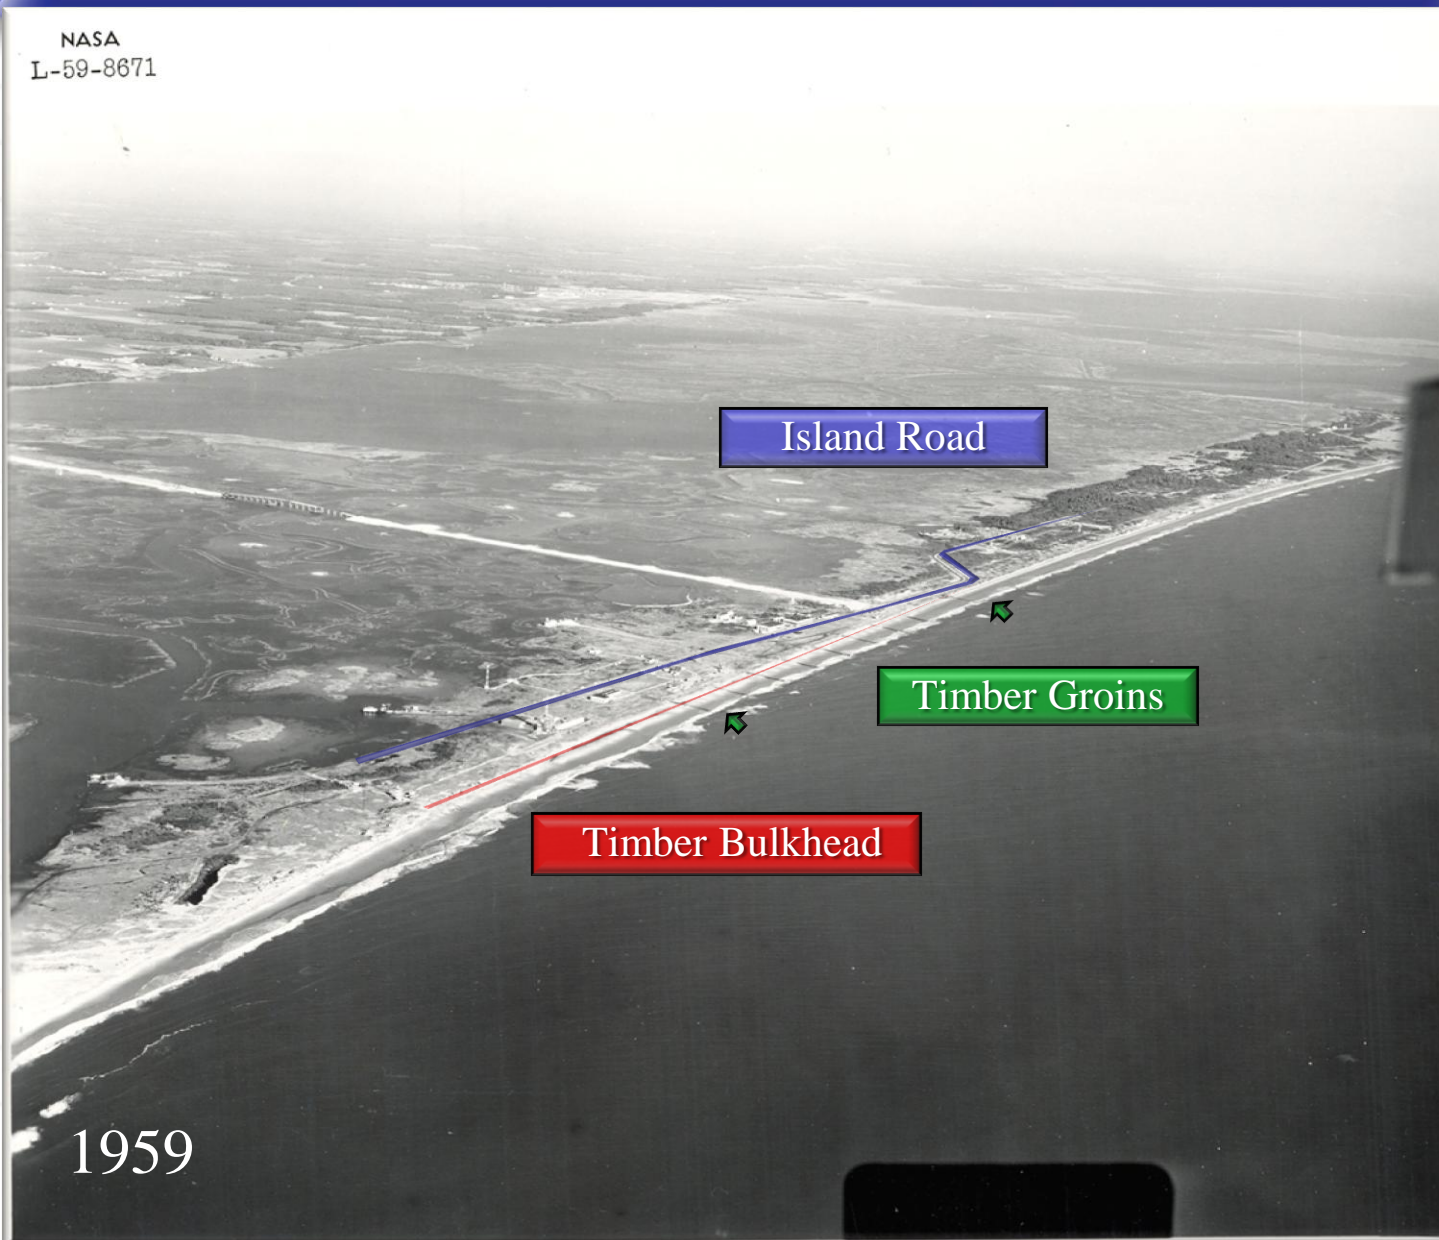 NASA
L-59-8671
Island Road
Timber Groins
Timber Bulkhead
1959